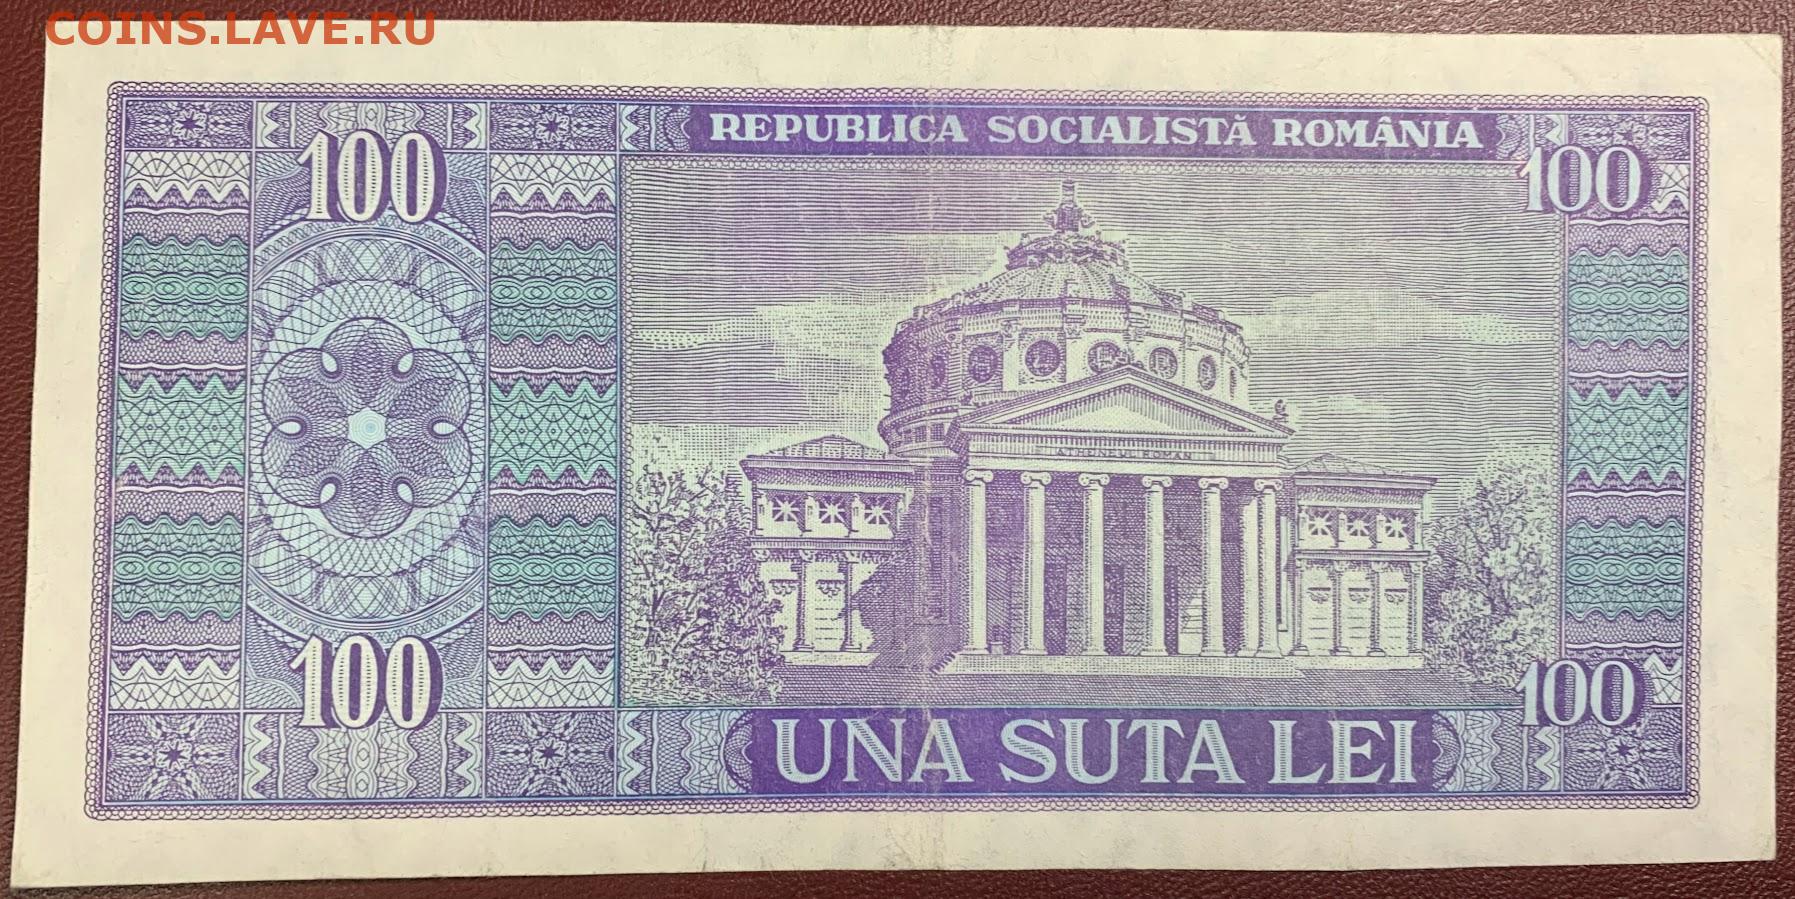 COINS.LAVE.RU
REPUBLICA SOCIALISTĂ ROMÂNIA
100
100
ATHENEUL ROMAN
100
100
UNA SUTA LEI